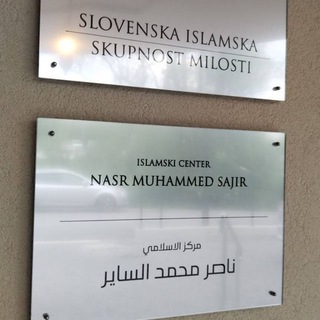 SLOVENSKA ISLAMSKA
SKUPNOST MILOSTI
ISLAMSKI CENTER
NASR MUHAMMED SAJIR
مركز الاسلامي
ناصر محمد الساير